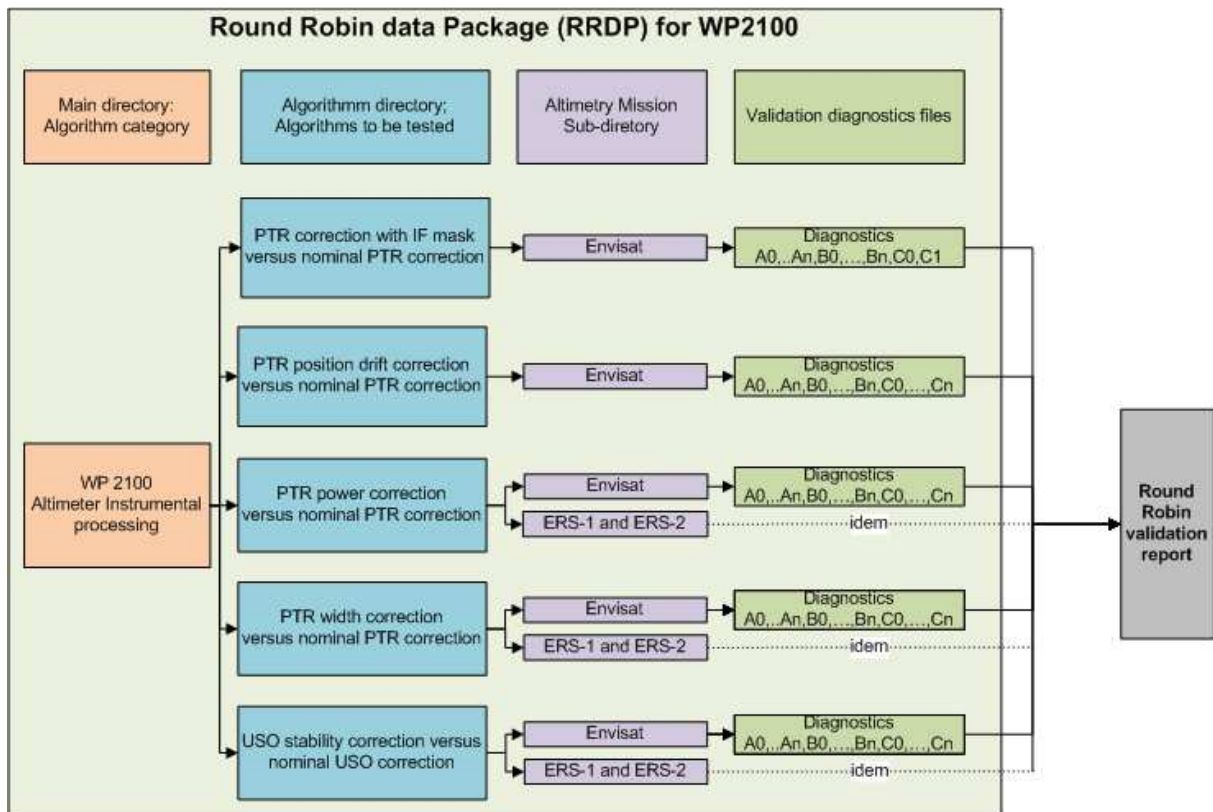 Round Robin data Package (RRDP) for WP2100
Main directory:
Algorithm category
Algorithmm directory;
Algorithms to be tested
Altimetry Mission
Sub-diretory
Validation diagnostics files
PTR correction with IF mask
versus nominal PTR correction
Envisat
Diagnostics
A0,..An,B0,...,Bn,C0,C1
PTR position drift correction
versus nominal PTR correction
Envisat
Diagnostics
A0,..An,B0,...,Bn,C0,...,Cn
WP 2100
Altimeter Instrumental
processing
PTR power correction
versus nominal PTR correction
Envisat
Diagnostics
A0,..An,B0,...,Bn,C0,...,Cn
ERS-1 and ERS-2
idem
PTR width correction
versus nominal PTR correction
Envisat
Diagnostics
A0,..An,B0,...,Bn,C0,...,Cn
ERS-1 and ERS-2
idem
USO stability correction versus
nominal USO correction
Envisat
Diagnostics
A0,..An,B0,...,Bn,C0,...,Cn
ERS-1 and ERS-2
idem
Round
Robin
validation
report